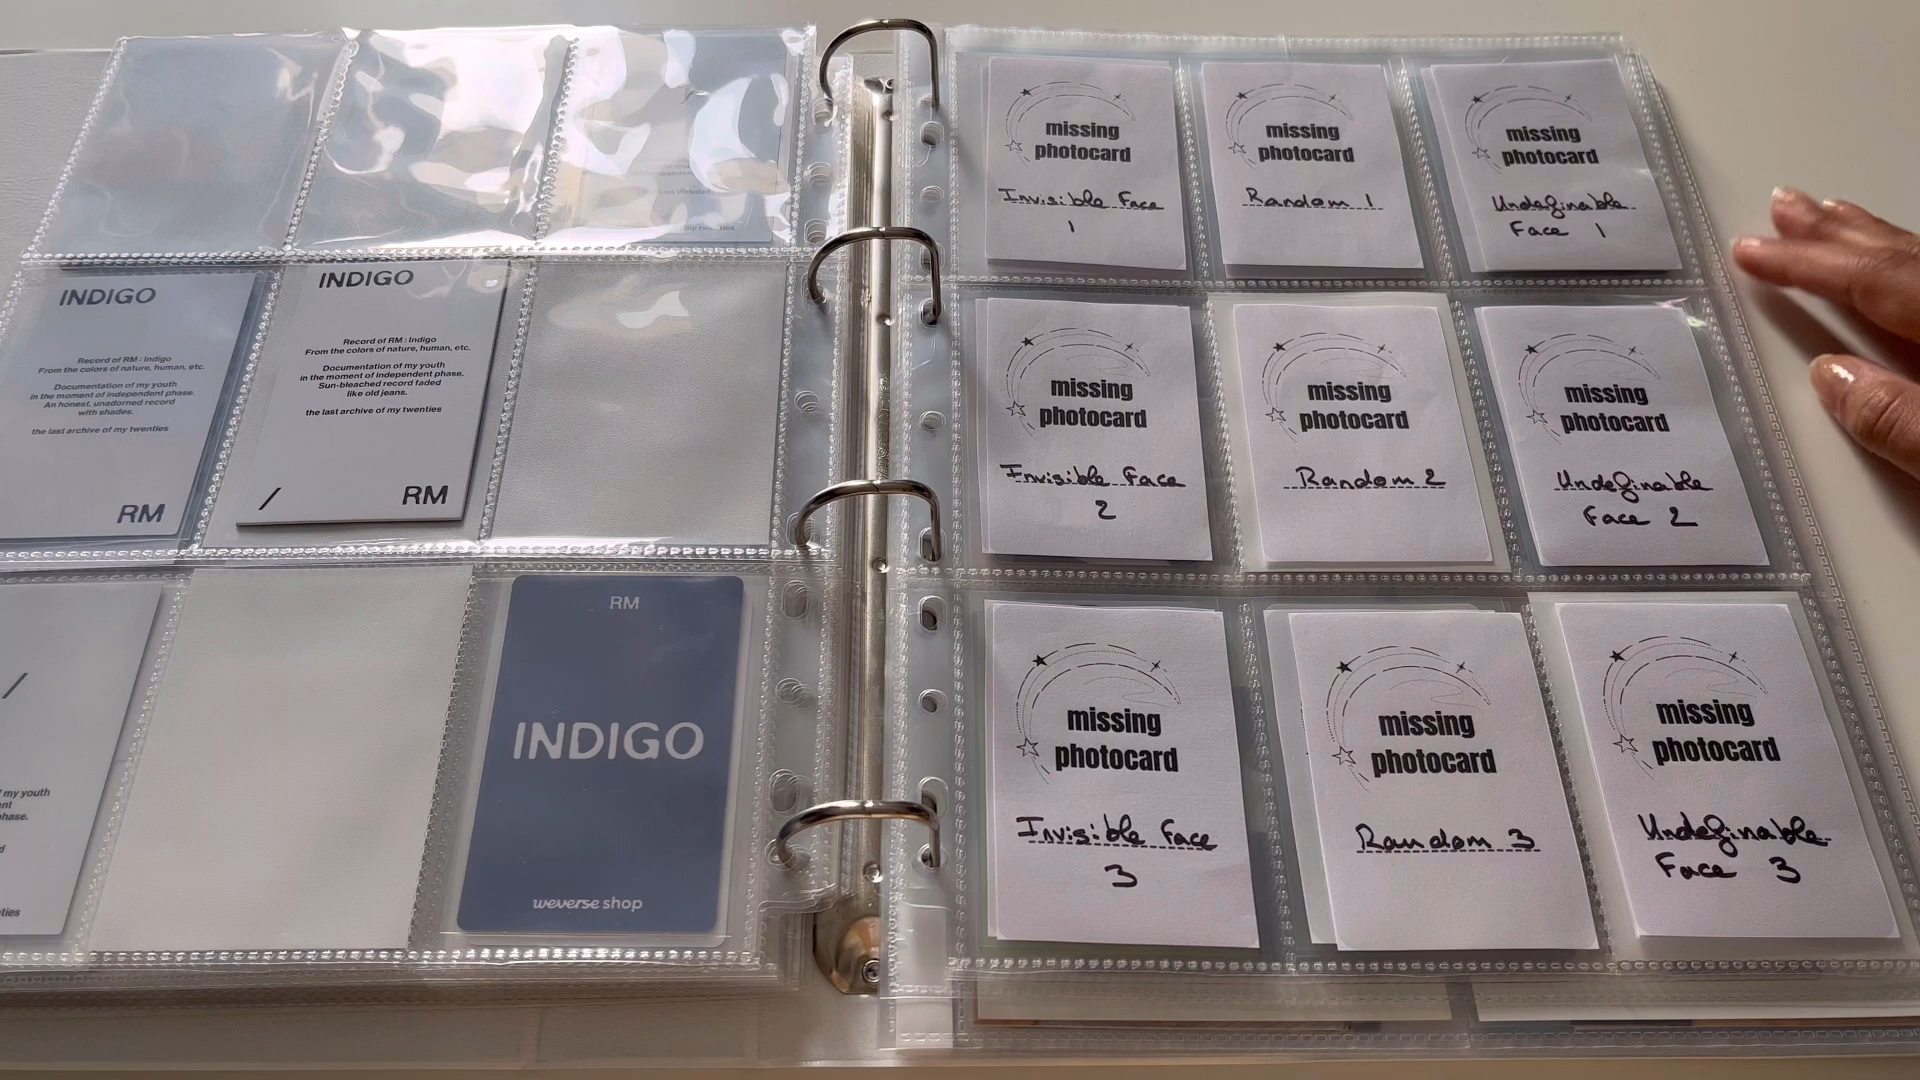 my twenties
INDIGO
Record of RM : Indigo
From the colors of nature, human, etc.
Documentation of my youth
in the moment of independent phase.
An honest, unadorned record
with shades.
the last archive of my twenties
RM
INDIGO
Record of RM : Indigo
From the colors of nature, human, etc.
Documentation of my youth
in the moment of independent phase.
Sun-bleached record faded
like old jeans.
the last archive of my twenties
/
RM
/
my youth
RM
INDIGO
weverse shop
missing
photocard
Invisible Face
1
missing
photocard
Random 1
missing
photocard
Undefinable
Face 1
missing
photocard
Invisible Face
2
missing
photocard
Random 2
missing
photocard
Undefinable
Face 2
missing
photocard
Invisible Face
3
missing
photocard
Random 3
missing
photocard
Undefinable
Face 3